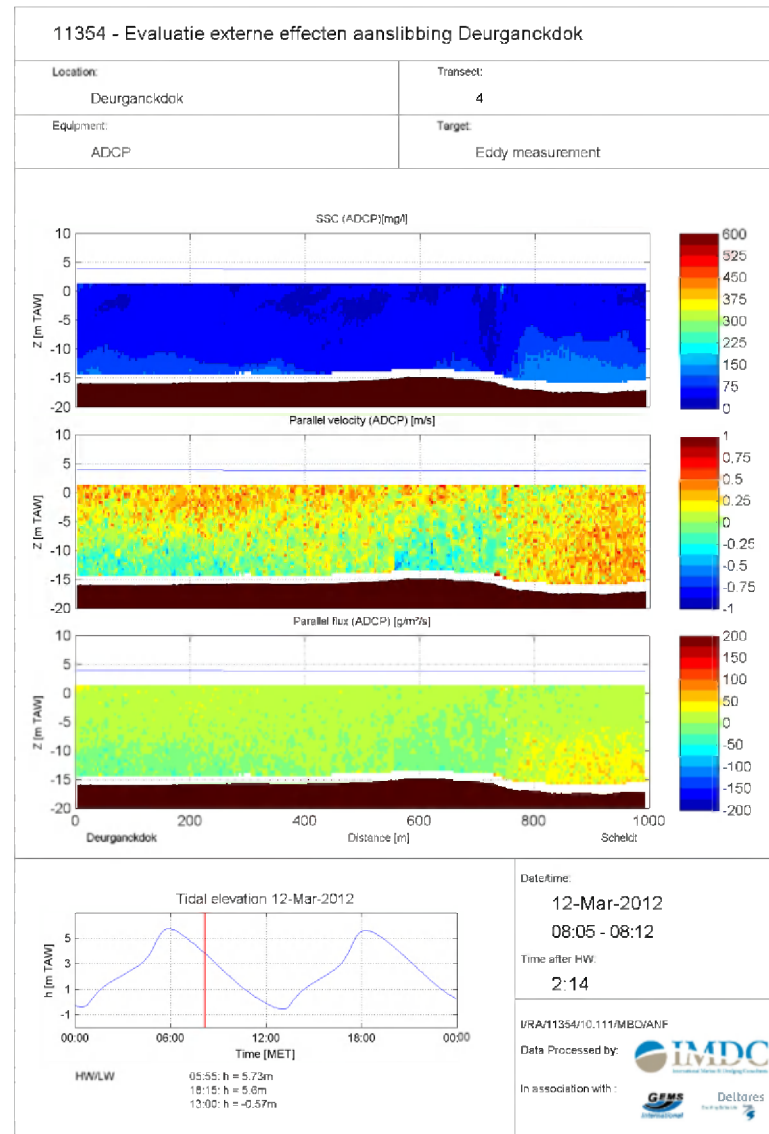 11354 - Evaluatie externe effecten aanslibbing Deurganckdok
Location:
Deurganckdok
Transect:
4
Equipment:
ADCP
Target:
Eddy measurement
SSC (ADCP)[mg/l]
10
5
0
-5
-10
-15
-20
Z [m TAW]
600
525
450
375
300
225
150
75
0
Parallel velocity (ADCP) [m/s]
10
5
0
-5
-10
-15
-20
Z [m TAW]
1
0.75
0.5
0.25
0
-0.25
-0.5
-0.75
-1
Parallel flux (ADCP) [g/m²/s]
10
5
0
-5
-10
-15
-20
Z [m TAW]
200
150
100
50
0
-50
-100
-150
-200
0 200 400 600 800 1000
Deurganckdok Distance [m] Scheldt
Tidal elevation 12-Mar-2012
h [m TAW]
5
3
1
-1
00:00 06:00 12:00 18:00 00:00
Time [MET]
HW/LW
05:55: h = 5.73m
18:15: h = 5.6m
13:00: h = -0.57m
Date/time:
12-Mar-2012
08:05 - 08:12
Time after HW:
2:14
I/RA/11354/10.111/MBO/ANF
Data Processed by:
IMDC
International Marine & Dredging Consultants
In association with :
GEMS
International
Deltares